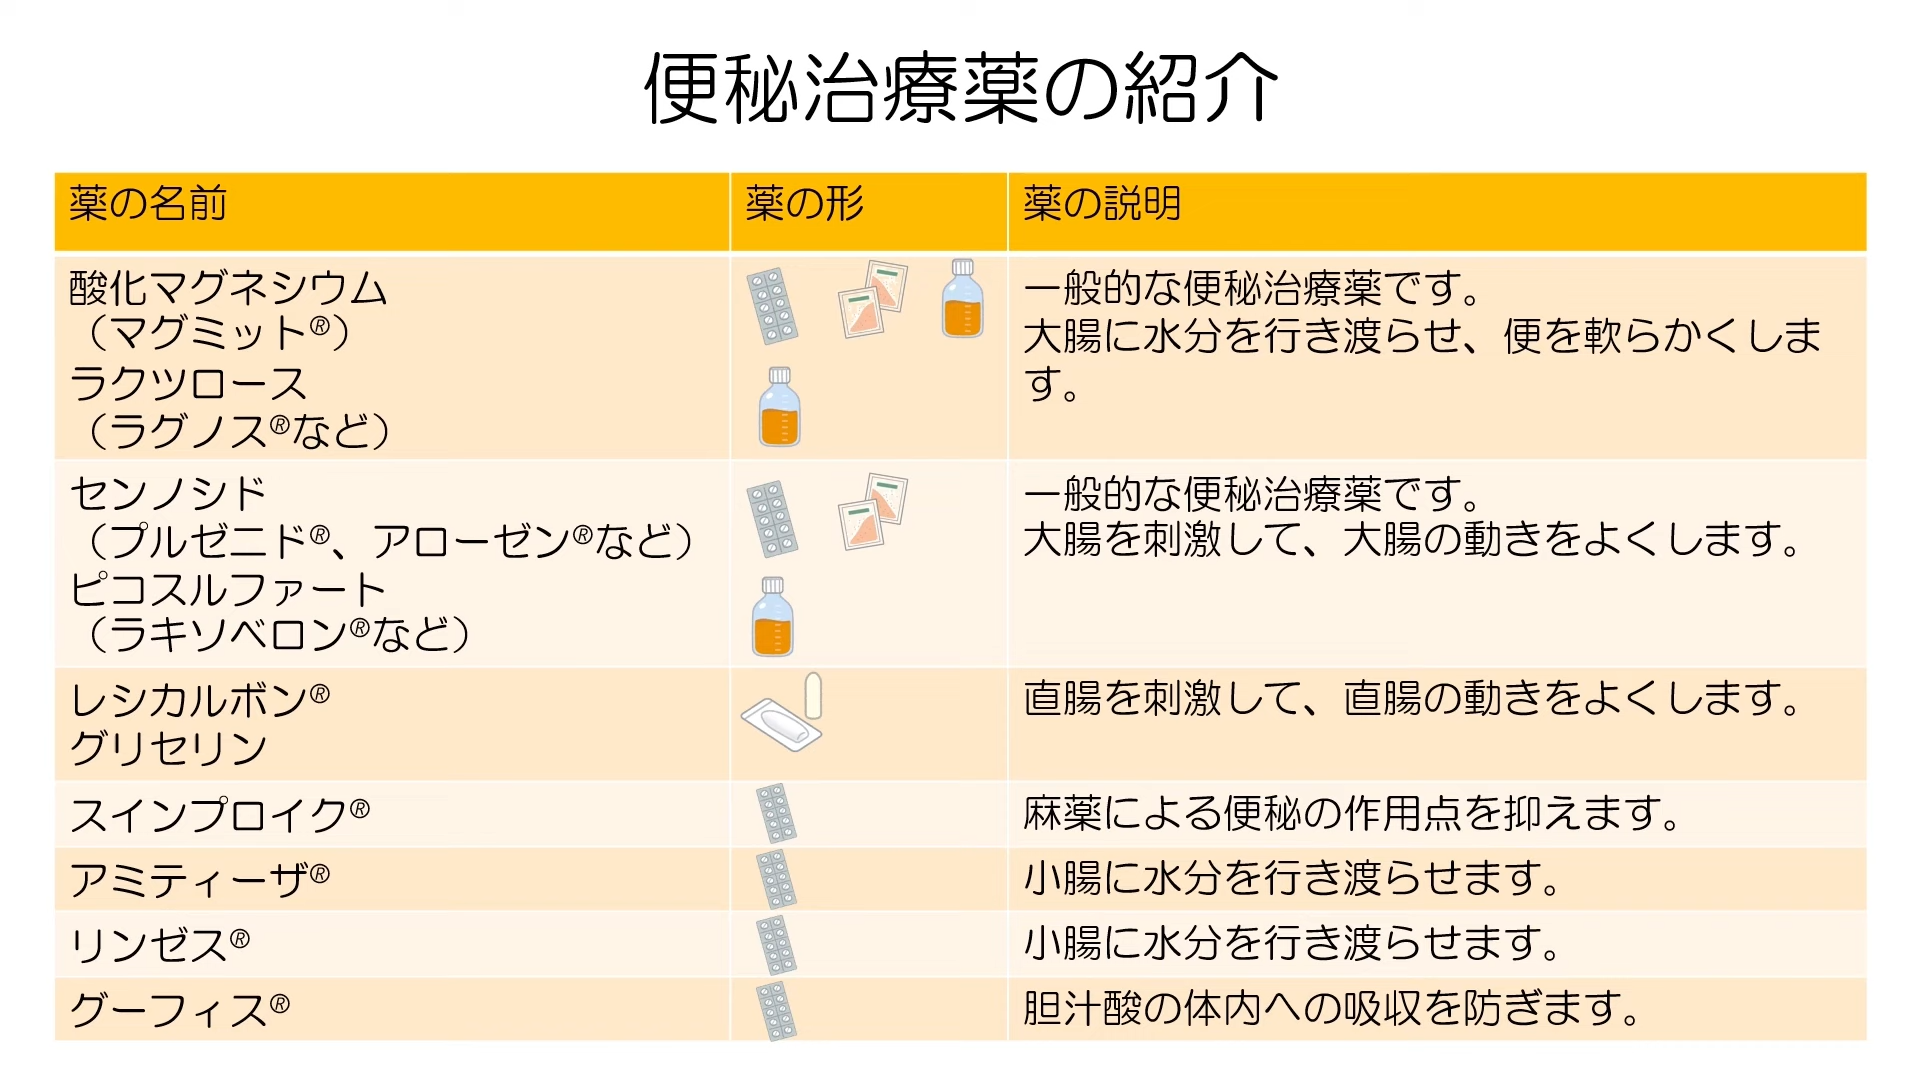 便秘治療薬の紹介
薬の名前
薬の形
薬の説明
酸化マグネシウム
（マグミット®）
ラクツロース
（ラグノス®など）
一般的な便秘治療薬です。
大腸に水分を行き渡らせ、便を軟らかくしま
す。
センノシド
（プルゼニド®、アローゼン®など）
ピコスルファート
（ラキソベロン®など）
一般的な便秘治療薬です。
大腸を刺激して、大腸の動きをよくします。
レシカルボン®
グリセリン
直腸を刺激して、直腸の動きをよくします。
スインプロイク®
麻薬による便秘の作用点を抑えます。
アミティーザ®
小腸に水分を行き渡らせます。
リンゼス®
小腸に水分を行き渡らせます。
グーフィス®
胆汁酸の体内への吸収を防ぎます。